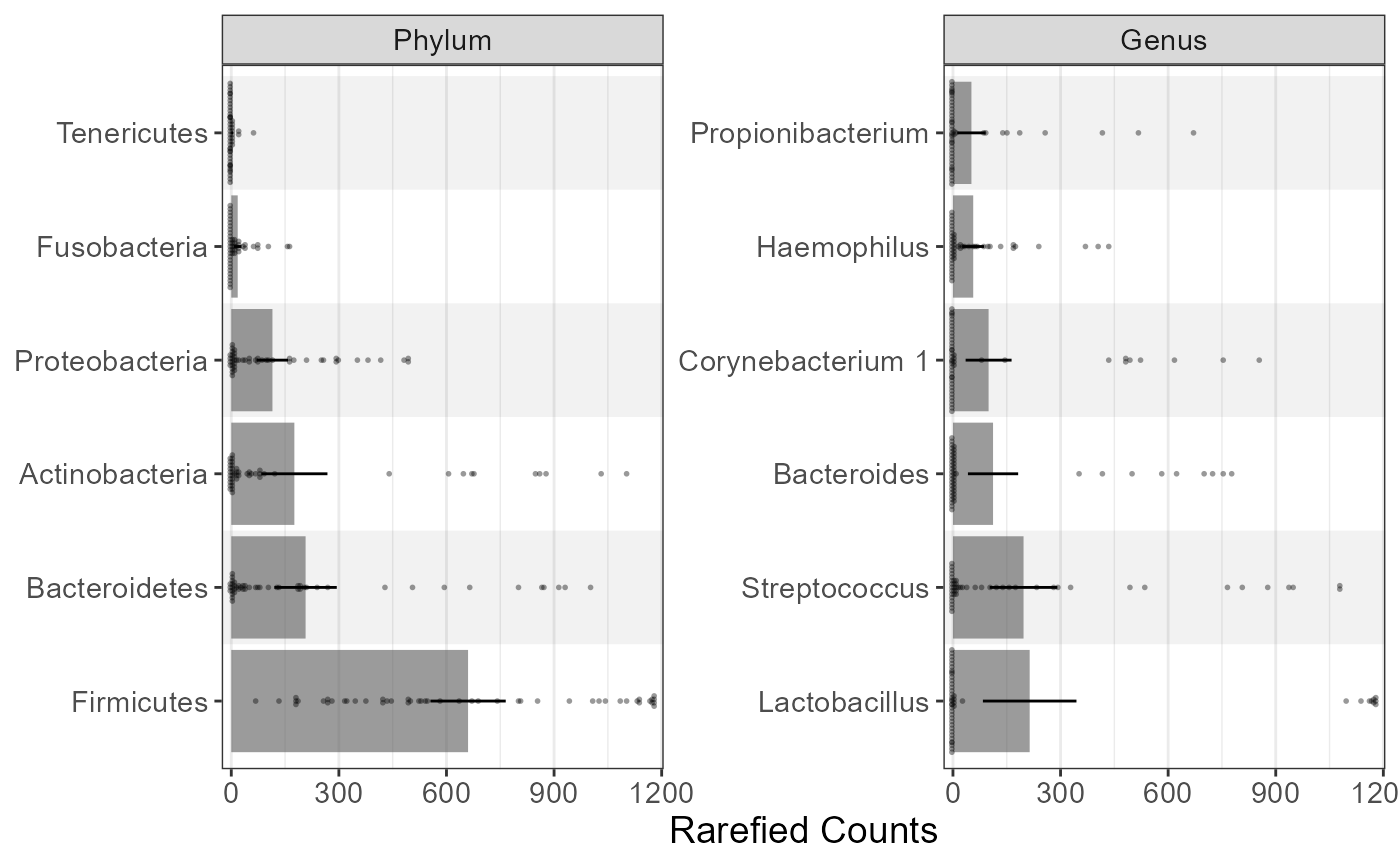 Phylum
Genus
Tenericutes
Fusobacteria
Proteobacteria
Actinobacteria
Bacteroidetes
Firmicutes
Propionibacterium
Haemophilus
Corynebacterium 1
Bacteroides
Streptococcus
Lactobacillus
0 300 600 900 1200
0 300 600 900 120
Rarefied Counts